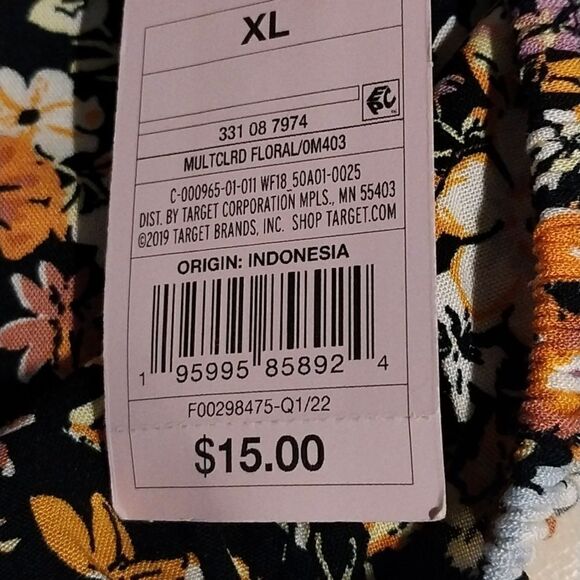 XL
EPC
331 08 7974
MULTCLRD FLORAL/0M403
C-000965-01-011 WF18_50A01-0025
DIST. BY TARGET CORPORATION MPLS., MN 55403
©2019 TARGET BRANDS, INC. SHOP TARGET.COM
ORIGIN: INDONESIA
1 95995 85892 4
F00298475-Q1/22
$15.00